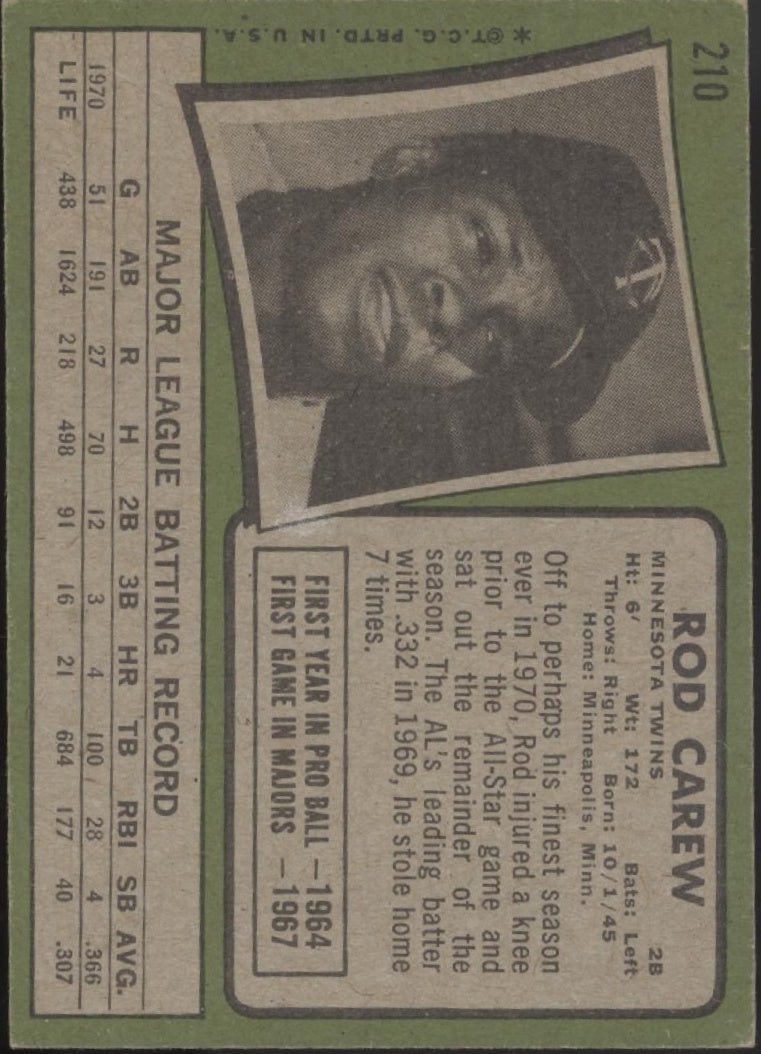 210
ROD CAREW
MINNESOTA TWINS 2B
Ht: 6' Wt: 172 Bats: Left
Throws: Right Born: 10/1/45
Home: Minneapolis, Minn.
Off to perhaps his finest season
ever in 1970, Rod injured a knee
prior to the All-Star game and
sat out the remainder of the
season. The AL's leading batter
with .332 in 1969, he stole home
7 times.
FIRST YEAR IN PRO BALL — 1964
FIRST GAME IN MAJORS — 1967
MAJOR LEAGUE BATTING RECORD
G AB R H 2B 3B HR TB RBI SB AVG.
1970 51 191 27 70 12 3 4 100 28 4 .366
LIFE 438 1624 218 498 91 16 21 684 177 40 .307
* © T.C.G. PRTD. IN U.S.A.